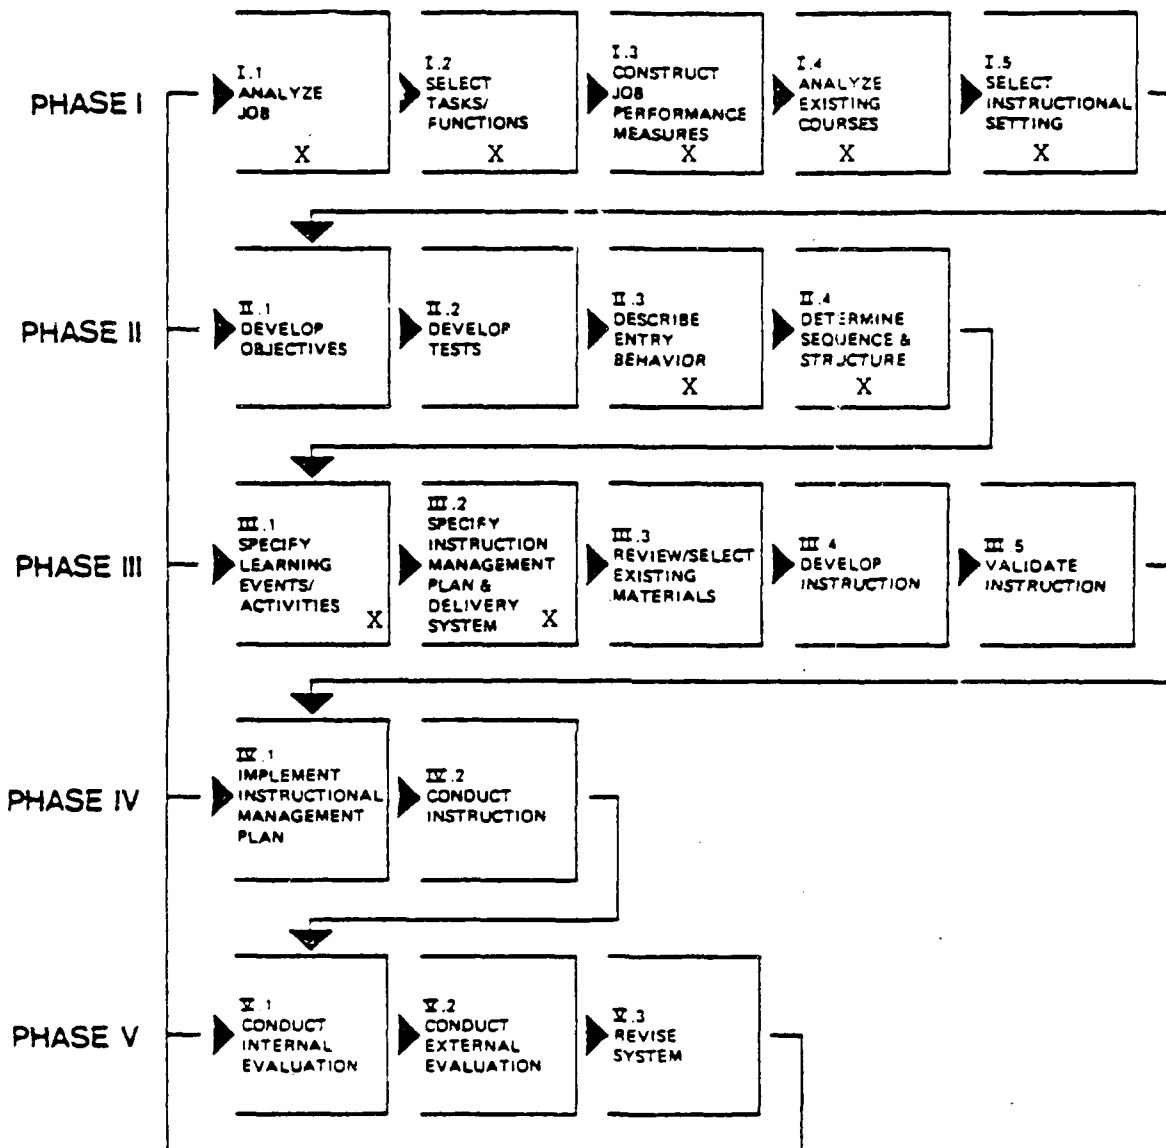 PHASE I
I.1
ANALYZE
JOB
X
I.2
SELECT
TASKS/
FUNCTIONS
X
I.3
CONSTRUCT
JOB
PERFORMANCE
MEASURES
X
I.4
ANALYZE
EXISTING
COURSES
X
I.5
SELECT
INSTRUCTIONAL
SETTING
X
PHASE II
II.1
DEVELOP
OBJECTIVES
II.2
DEVELOP
TESTS
II.3
DESCRIBE
ENTRY
BEHAVIOR
X
II.4
DETERMINE
SEQUENCE &
STRUCTURE
X
PHASE III
III.1
SPECIFY
LEARNING
EVENTS/
ACTIVITIES
X
III.2
SPECIFY
INSTRUCTION
MANAGEMENT
PLAN &
DELIVERY
SYSTEM
X
III.3
REVIEW/SELECT
EXISTING
MATERIALS
III 4
DEVELOP
INSTRUCTION
III 5
VALIDATE
INSTRUCTION
PHASE IV
IV.1
IMPLEMENT
INSTRUCTIONAL
MANAGEMENT
PLAN
IV.2
CONDUCT
INSTRUCTION
PHASE V
V.1
CONDUCT
INTERNAL
EVALUATION
V.2
CONDUCT
EXTERNAL
EVALUATION
V.3
REVISE
SYSTEM